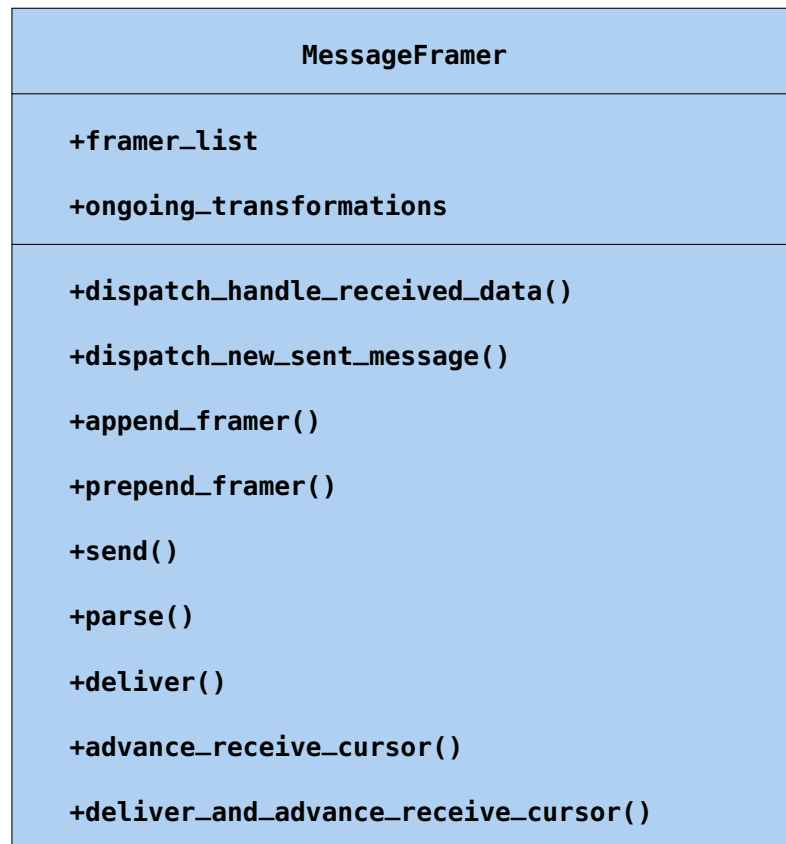 MessageFramer
+framer_list
+ongoing_transformations
+dispatch_handle_received_data()
+dispatch_new_sent_message()
+append_framer()
+prepend_framer()
+send()
+parse()
+deliver()
+advance_receive_cursor()
+deliver_and_advance_receive_cursor()